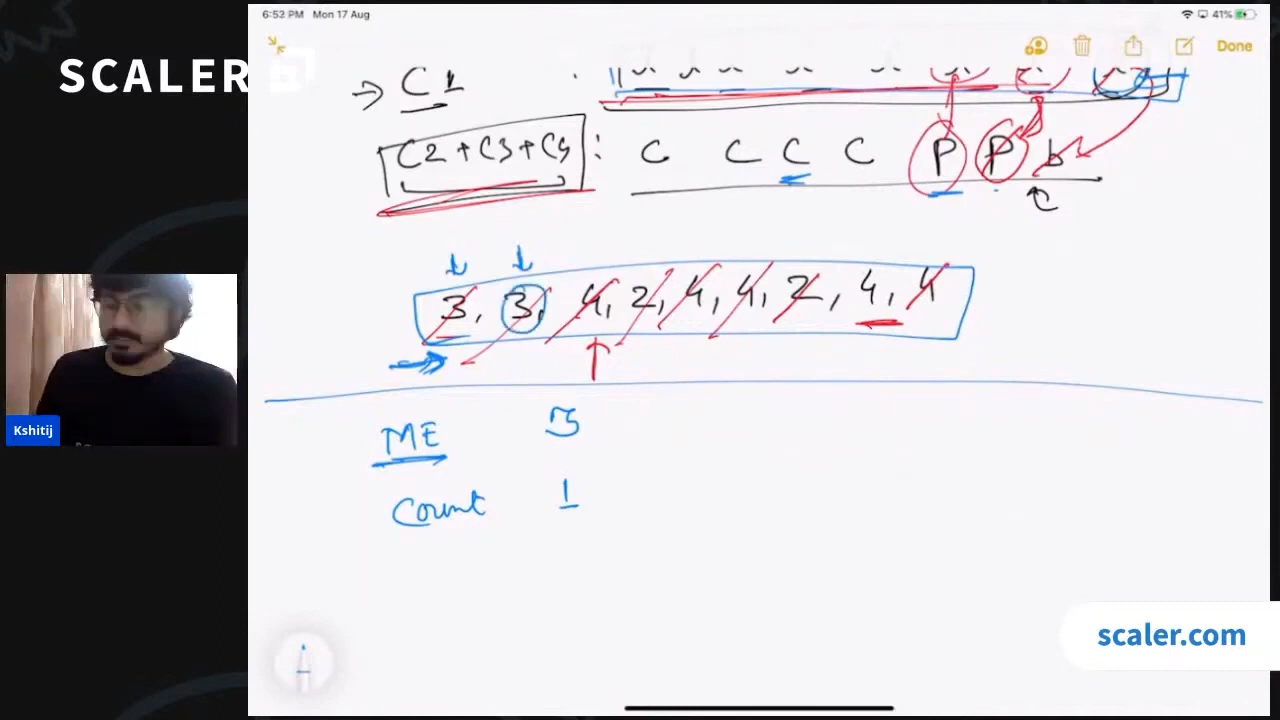 6:52 PM Mon 17 Aug 41%
SCALER
Done
C1
C2 + C3 + C4 : C C C C P P b
3, 3, 4, 2, 4, 4, 2, 4, 4
ME 3
Kshitij
Count 1
scaler.com